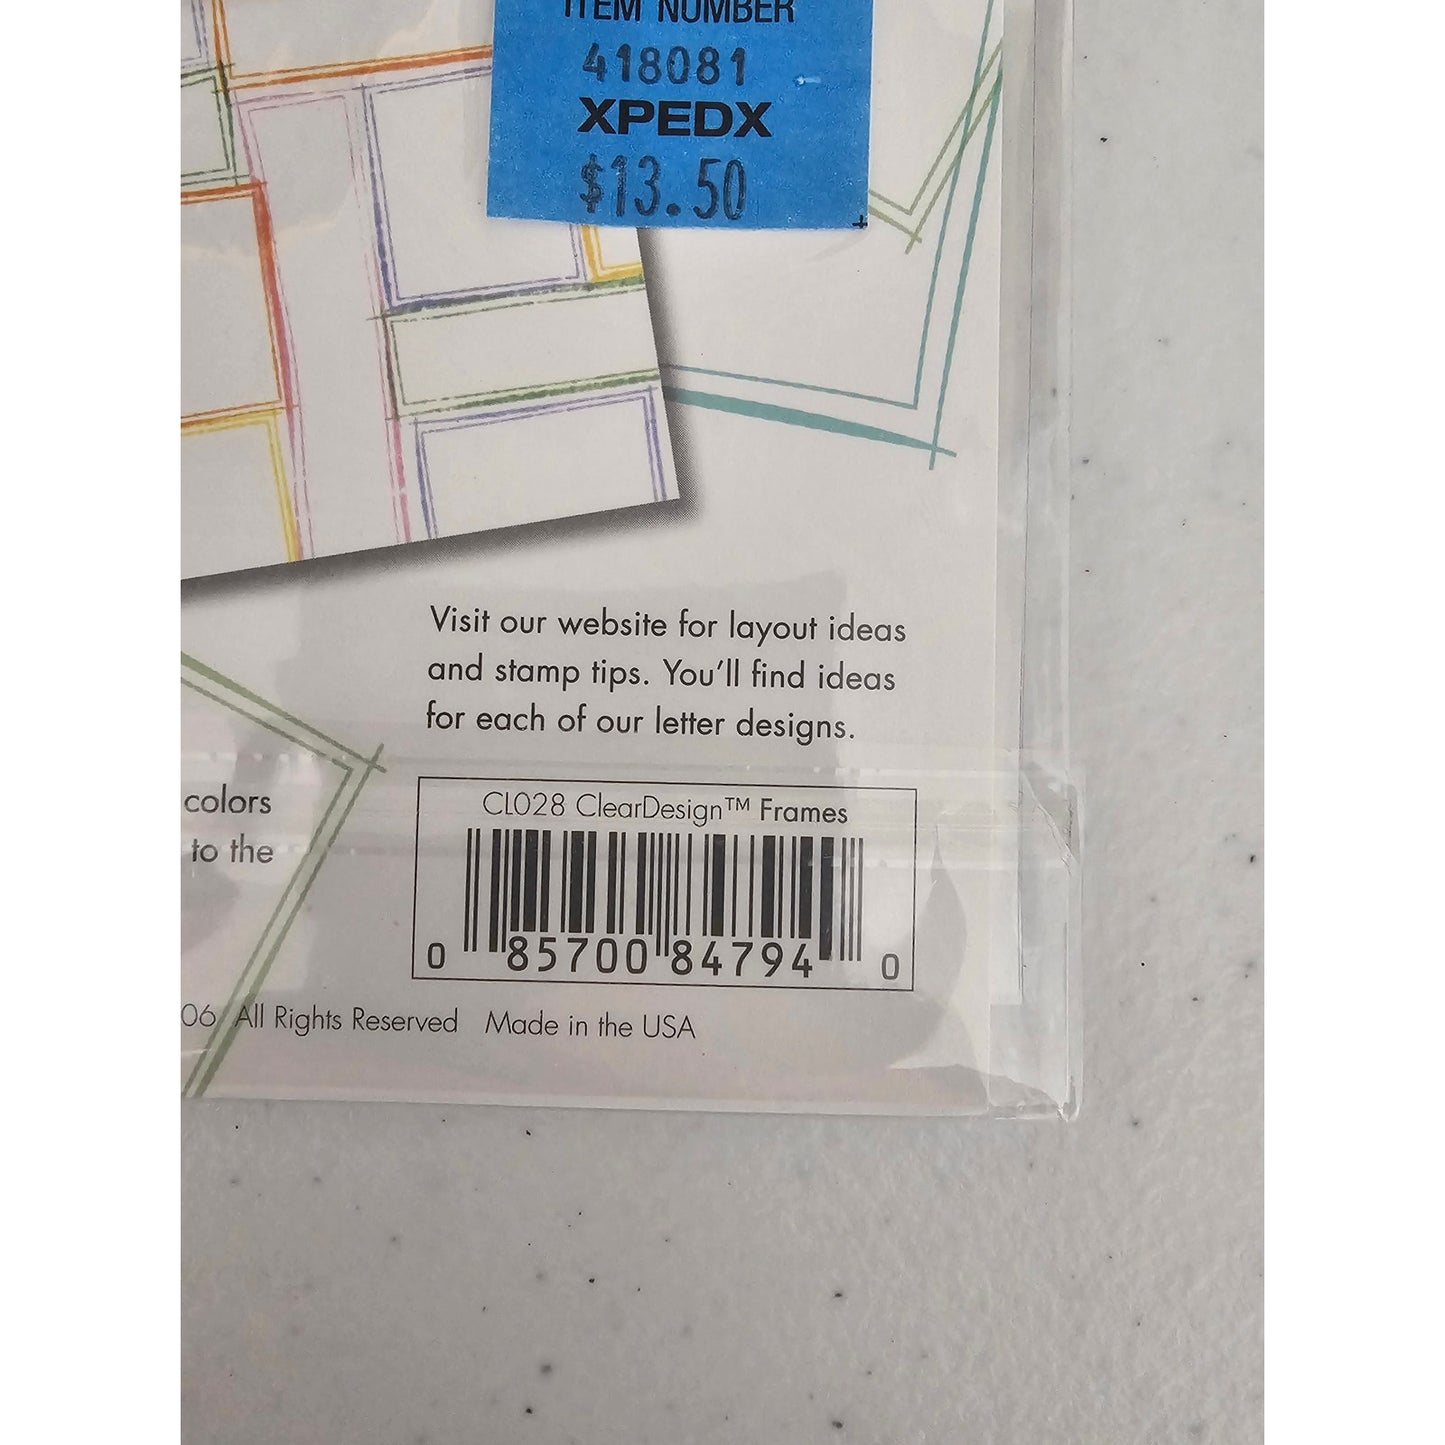 ITEM NUMBER
418081
XPEDX
$13.50
Visit our website for layout ideas
and stamp tips. You'll find ideas
for each of our letter designs.
colors
to the
CL028 ClearDesign™ Frames
0 85700 84794 0
06 All Rights Reserved Made in the USA